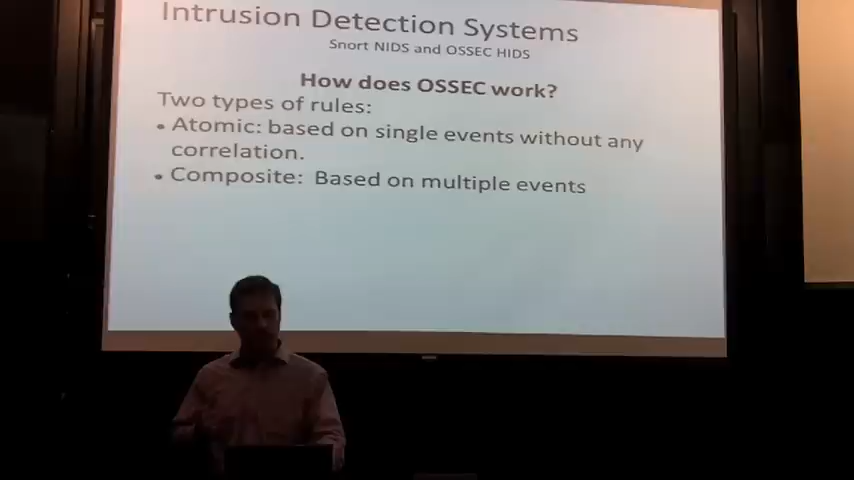 Intrusion Detection Systems
Snort NIDS and OSSEC HIDS
How does OSSEC work?
Two types of rules:
• Atomic: based on single events without any
correlation.
• Composite: Based on multiple events